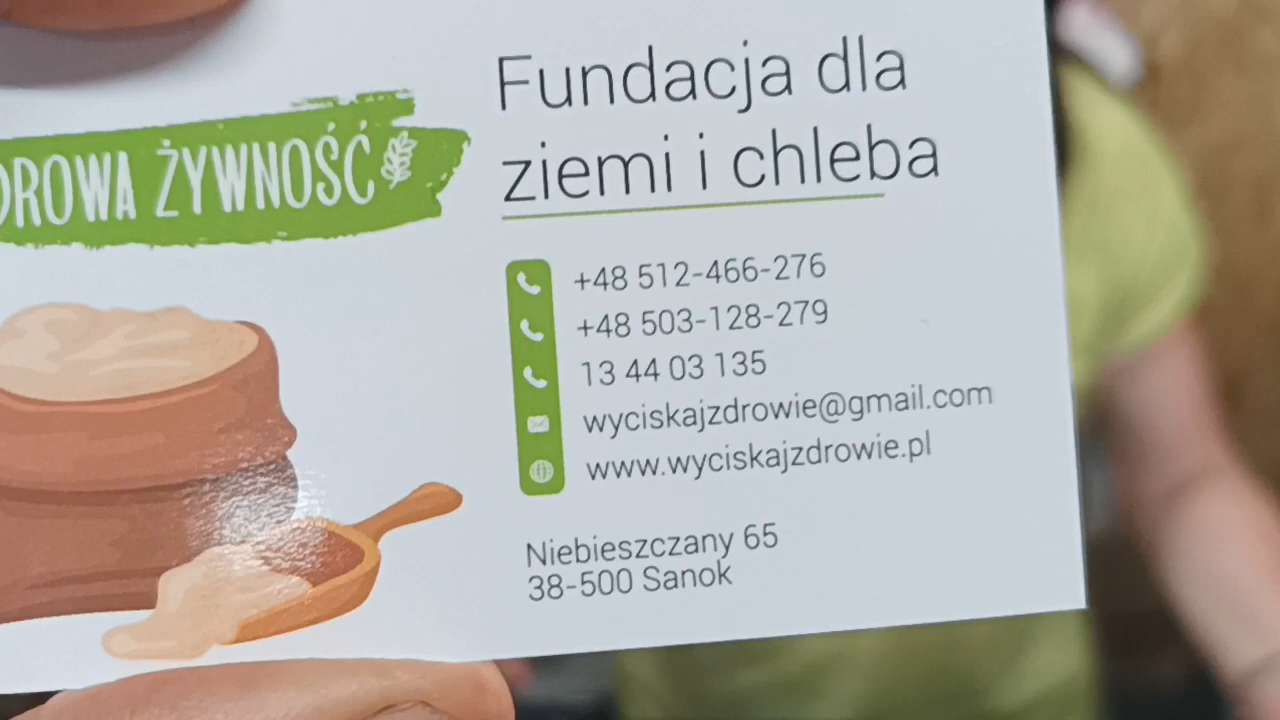 DROWA ŻYWNOŚĆ
Fundacja dla
ziemi i chleba
+48 512-466-276
+48 503-128-279
13 44 03 135
wyciskajzdrowie@gmail.com
www.wyciskajzdrowie.pl
Niebieszczany 65
38-500 Sanok